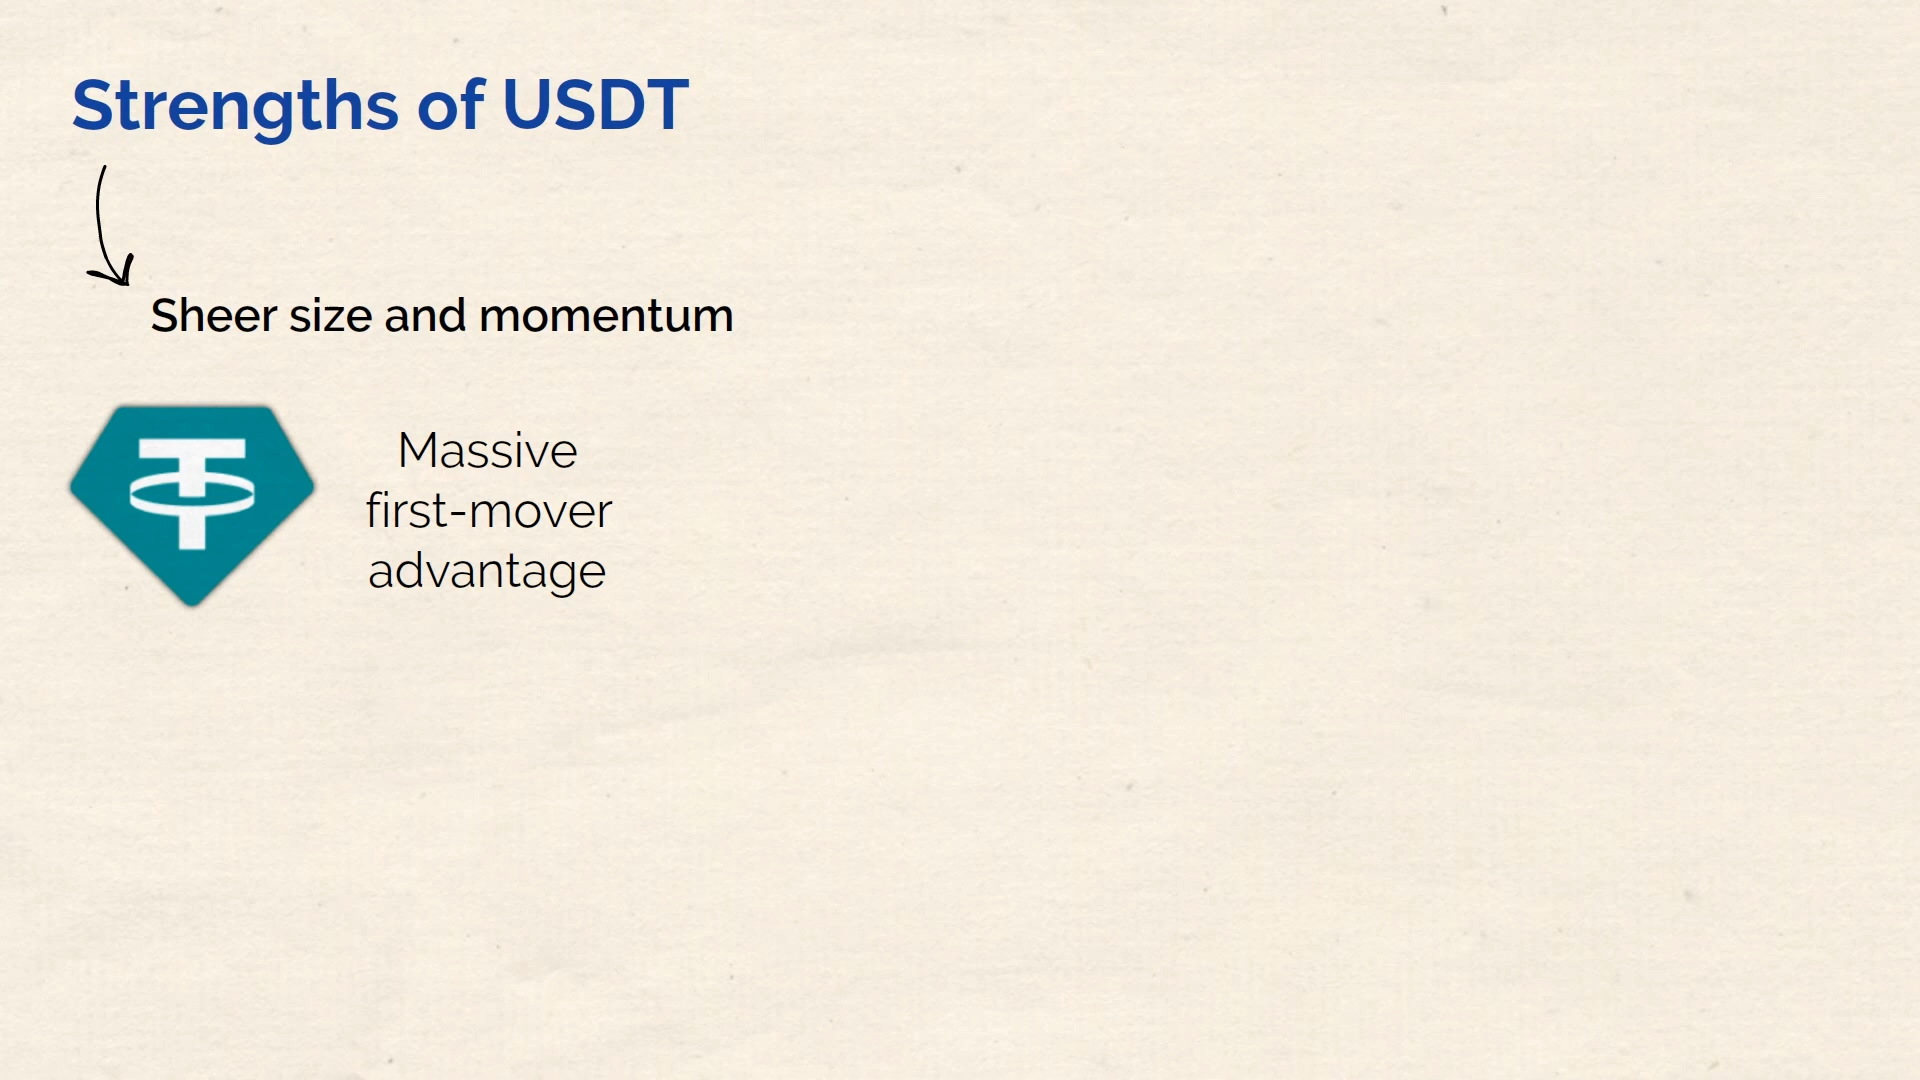 Strengths of USDT
Sheer size and momentum
Massive
first-mover
advantage